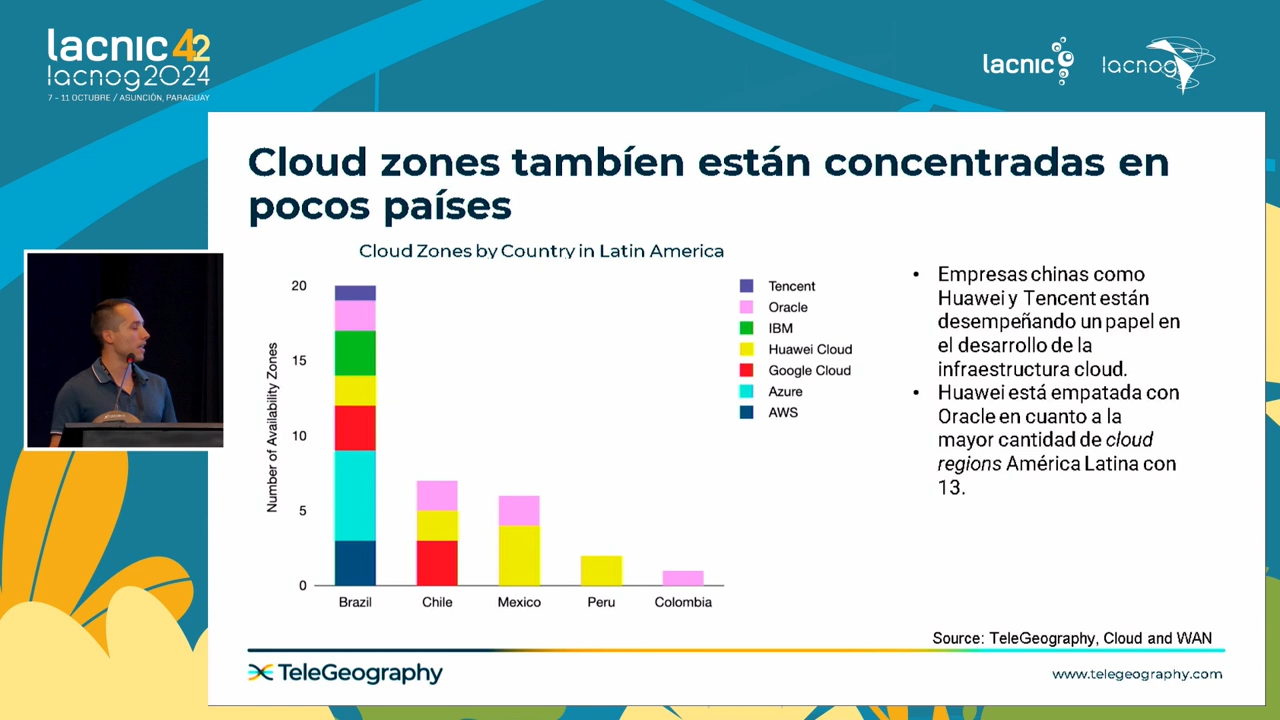 lacnic 42
lacnog2024
7 - 11 OCTUBRE / ASUNCIÓN, PARAGUAY
lacnic
lacnog
Cloud zones tambíen están concentradas en
pocos países
Cloud Zones by Country in Latin America
Number of Availability Zones
20
15
10
5
0
Brazil
Chile
Mexico
Peru
Colombia
Tencent
Oracle
IBM
Huawei Cloud
Google Cloud
Azure
AWS
• Empresas chinas como
Huawei y Tencent están
desempeñando un papel en
el desarrollo de la
infraestructura cloud.
• Huawei está empatada con
Oracle en cuanto a la
mayor cantidad de cloud
regions América Latina con
13.
Source: TeleGeography, Cloud and WAN
TeleGeography
www.telegeography.com